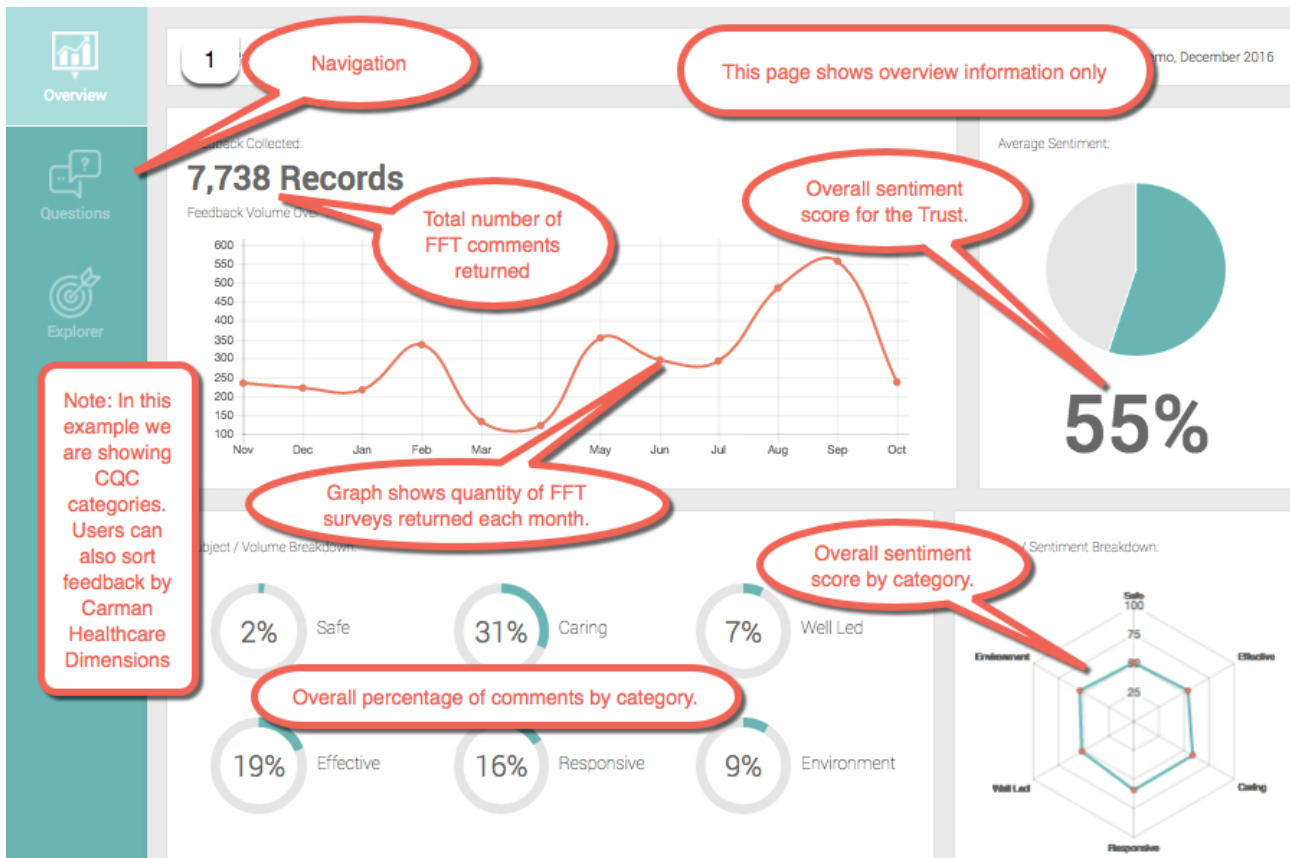 Overview
Questions
Explorer
Note: In this
example we
are showing
CQC
categories.
Users can
also sort
feedback by
Carman
Healthcare
Dimensions
1
Navigation
This page shows overview information only
December 2016
Collected:
7,738 Records
Feedback Volume
Total number of
FFT comments
returned
600
550
500
450
400
350
300
250
200
150
100
Nov
Dec
Jan
Feb
Mar
May
Jun
Jul
Aug
Sep
Oct
Graph shows quantity of FFT
surveys returned each month.
Average Sentiment:
Overall sentiment
score for the Trust.
55%
/ Volume Breakdown:
2%
Safe
31%
Caring
7%
Well Led
Overall percentage of comments by category.
19%
Effective
16%
Responsive
9%
Environment
/ Sentiment Breakdown:
Overall sentiment
score by category.
Safe
100
75
50
25
Environment
Effective
Well Led
Caring
Responsive